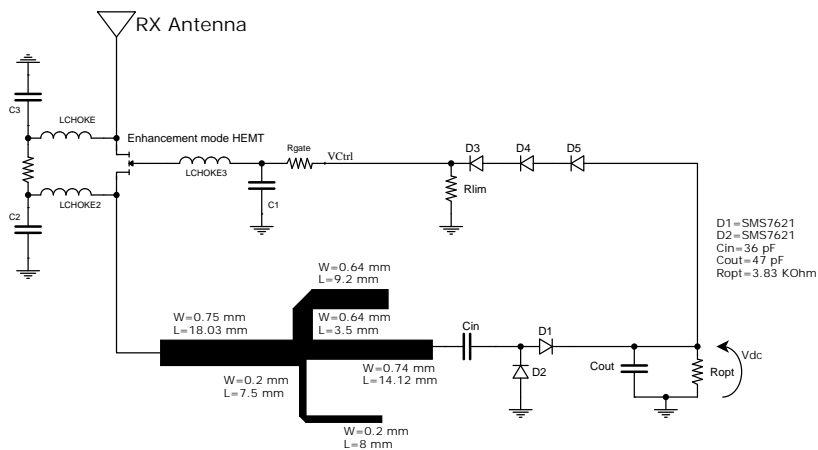 RX Antenna
C3
LCHOKE
Enhancement mode HEMT
Rgate
VCtrl
D3
D4
D5
LCHOKE3
Rlim
C1
C2
LCHOKE2
D1=SMS7621
D2=SMS7621
Cin=36 pF
Cout=47 pF
Ropt=3.83 KOhm
W=0.64 mm
L=9.2 mm
W=0.75 mm
L=18.03 mm
W=0.64 mm
L=3.5 mm
Cin
D1
Vdc
W=0.2 mm
L=7.5 mm
W=0.74 mm
L=14.12 mm
D2
Cout
Ropt
W=0.2 mm
L=8 mm